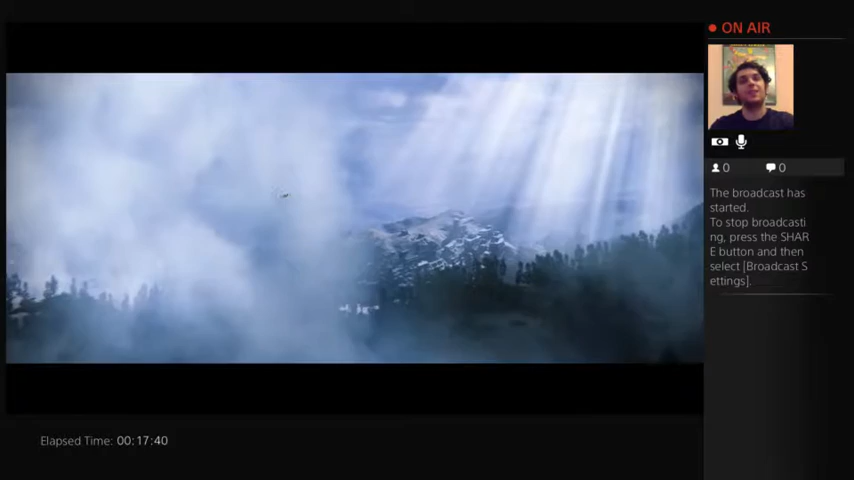 ON AIR
0 0
The broadcast has
started.
To stop broadcasti
ng, press the SHAR
E button and then
select [Broadcast S
ettings].
Elapsed Time: 00:17:40